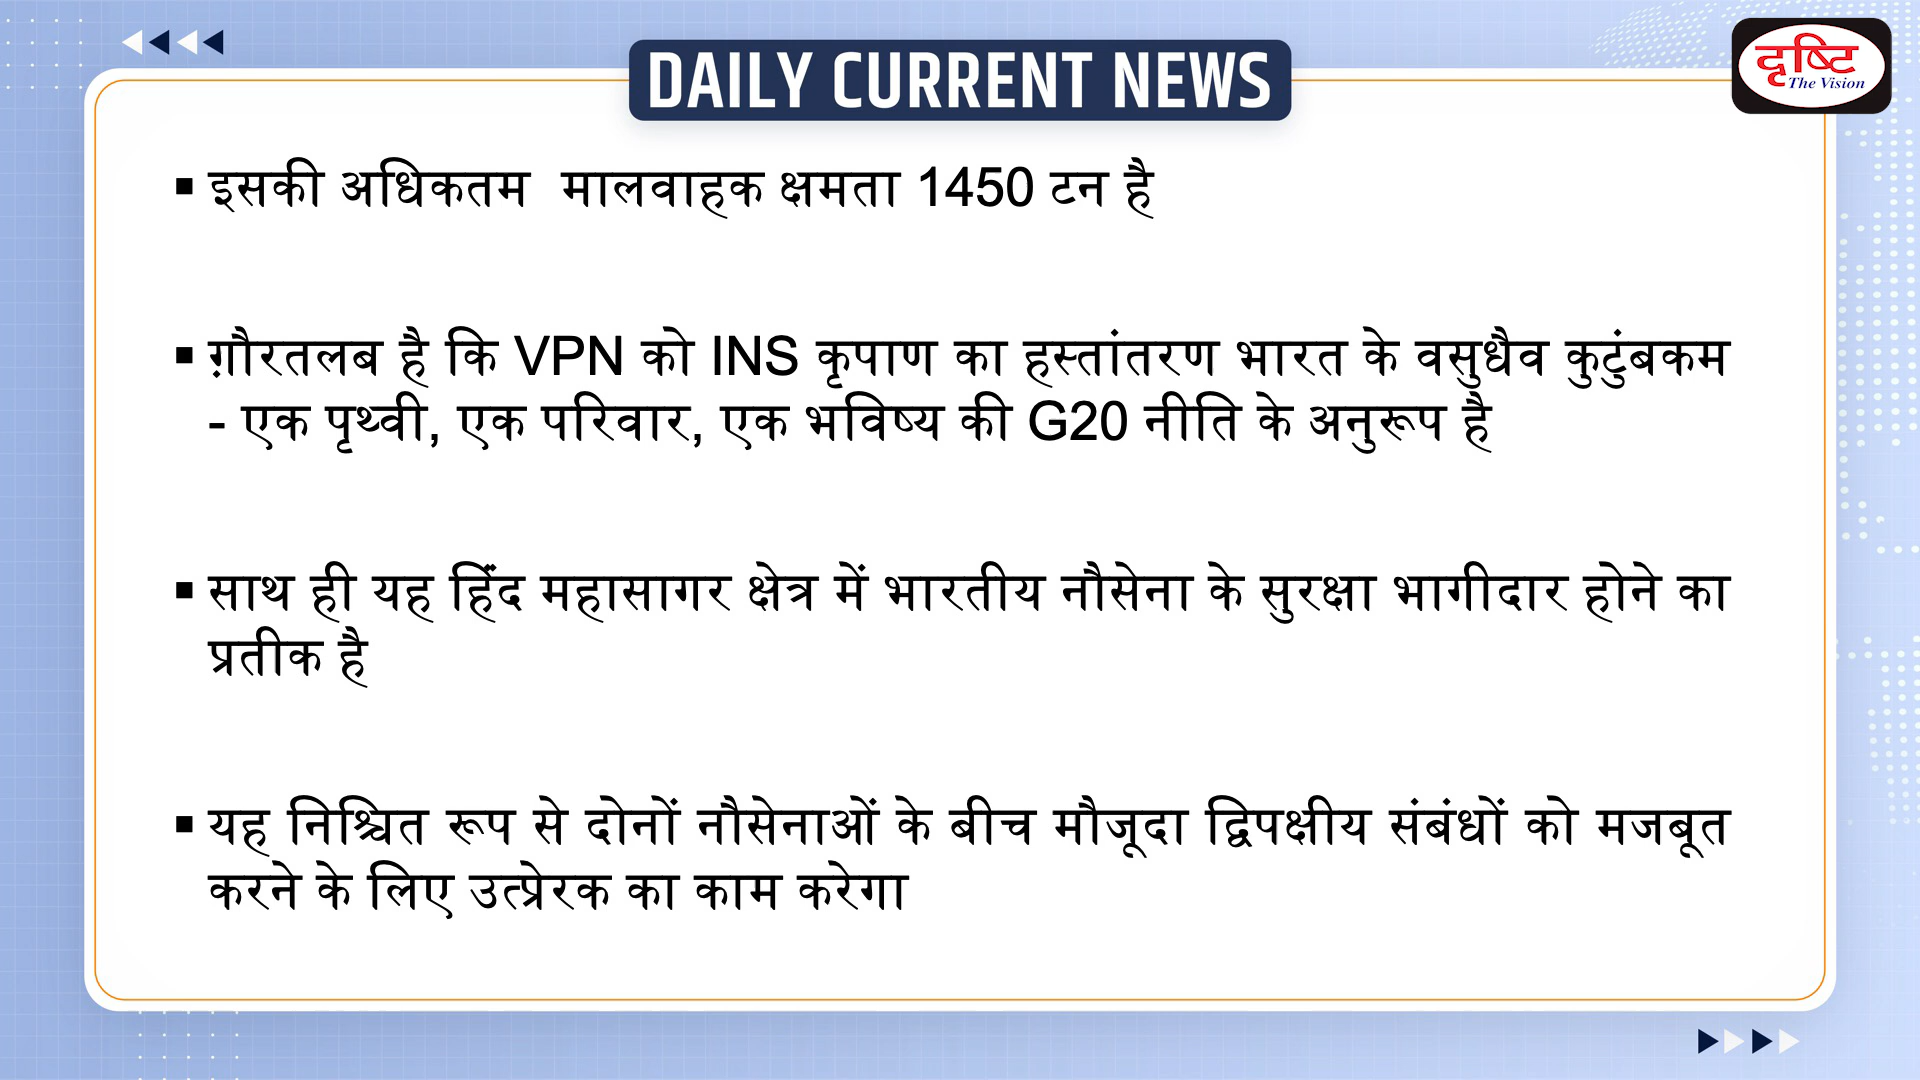 DAILY CURRENT NEWS
दृष्टि
The Vision
▪ इसकी अधिकतम मालवाहक क्षमता 1450 टन है
▪ ग़ौरतलब है कि VPN को INS कृपाण का हस्तांतरण भारत के वसुधैव कुटुंबकम
- एक पृथ्वी, एक परिवार, एक भविष्य की G20 नीति के अनुरूप है
▪ साथ ही यह हिंद महासागर क्षेत्र में भारतीय नौसेना के सुरक्षा भागीदार होने का
प्रतीक है
▪ यह निश्चित रूप से दोनों नौसेनाओं के बीच मौजूदा द्विपक्षीय संबंधों को मजबूत
करने के लिए उत्प्रेरक का काम करेगा